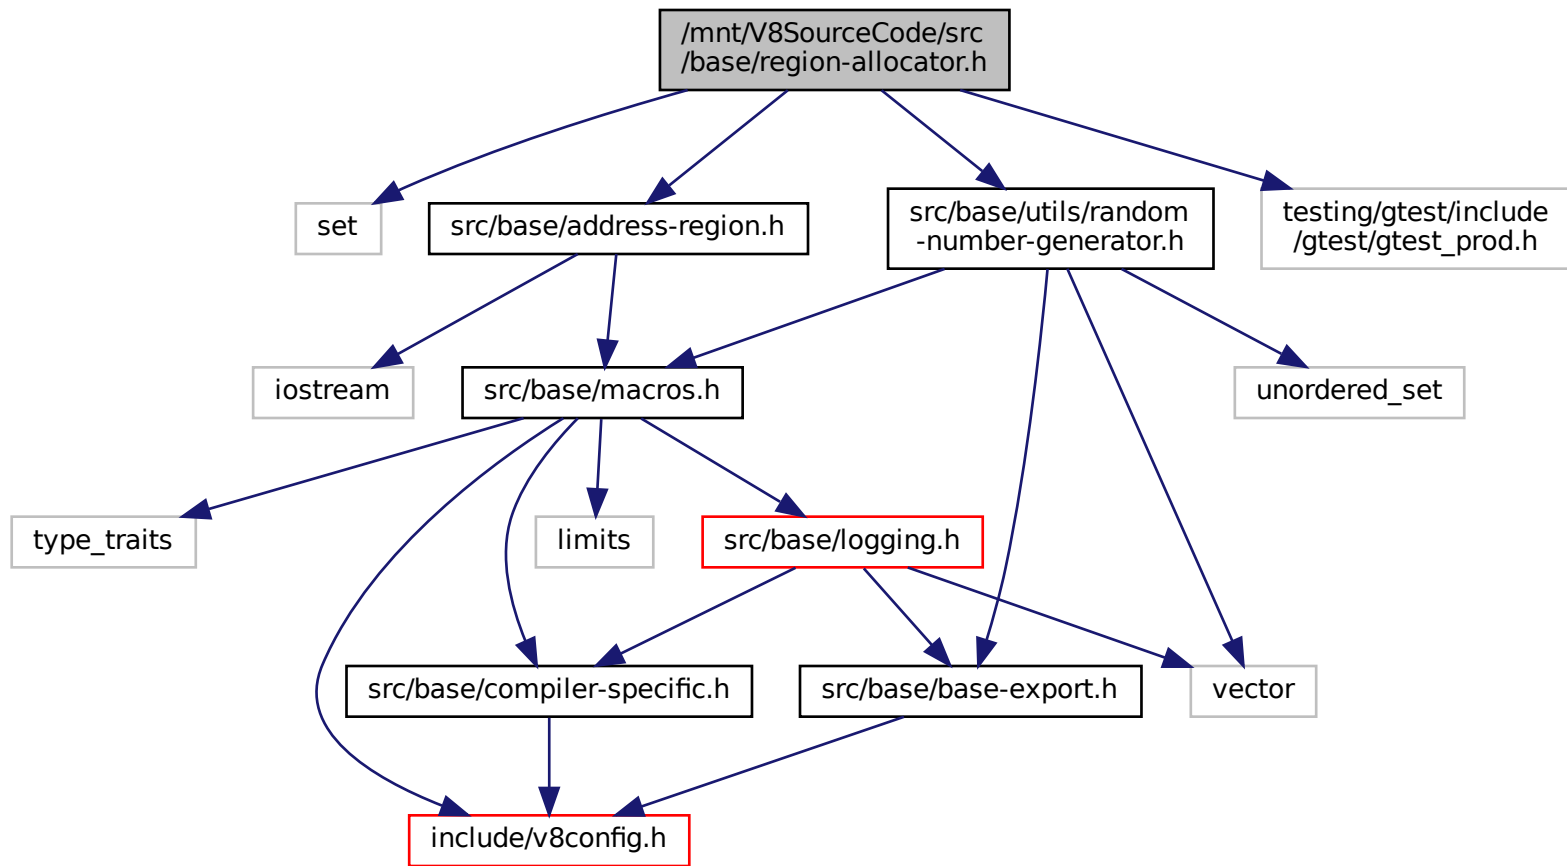 /mnt/V8SourceCode/src
/base/region-allocator.h
set
src/base/address-region.h
src/base/utils/random
-number-generator.h
testing/gtest/include
/gtest/gtest_prod.h
iostream
src/base/macros.h
unordered_set
type_traits
limits
src/base/logging.h
src/base/compiler-specific.h
src/base/base-export.h
vector
include/v8config.h